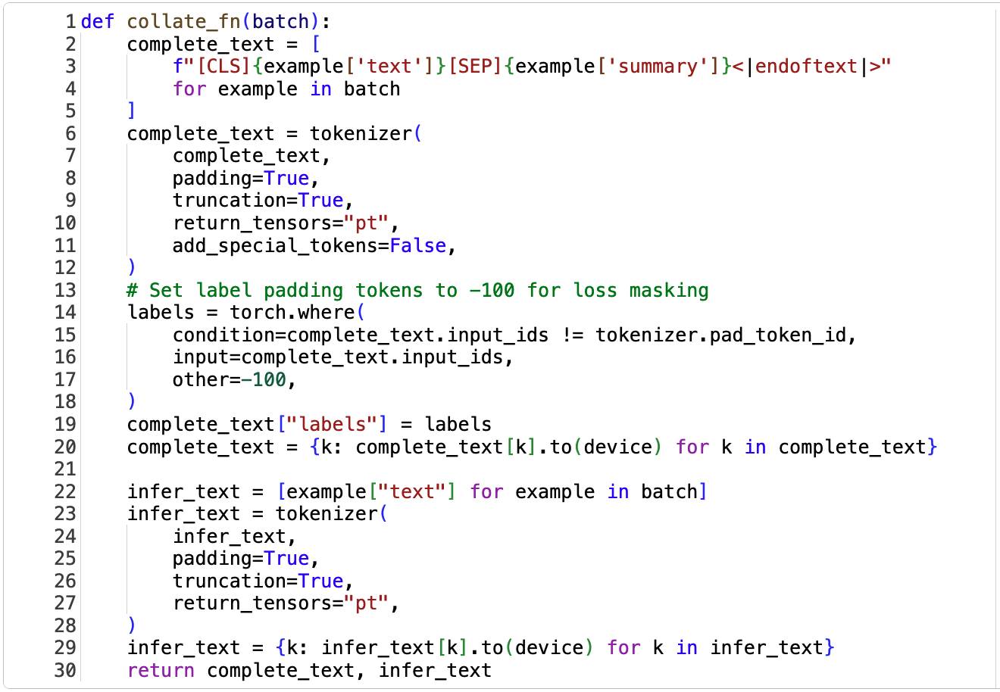 1 def collate_fn(batch):
2     complete_text = [
3         f"[CLS]{example['text']}[SEP]{example['summary']}<|endoftext|>"
4         for example in batch
5     ]
6     complete_text = tokenizer(
7         complete_text,
8         padding=True,
9         truncation=True,
10         return_tensors="pt",
11         add_special_tokens=False,
12     )
13     # Set label padding tokens to -100 for loss masking
14     labels = torch.where(
15         condition=complete_text.input_ids != tokenizer.pad_token_id,
16         input=complete_text.input_ids,
17         other=-100,
18     )
19     complete_text["labels"] = labels
20     complete_text = {k: complete_text[k].to(device) for k in complete_text}
21
22     infer_text = [example["text"] for example in batch]
23     infer_text = tokenizer(
24         infer_text,
25         padding=True,
26         truncation=True,
27         return_tensors="pt",
28     )
29     infer_text = {k: infer_text[k].to(device) for k in infer_text}
30     return complete_text, infer_text